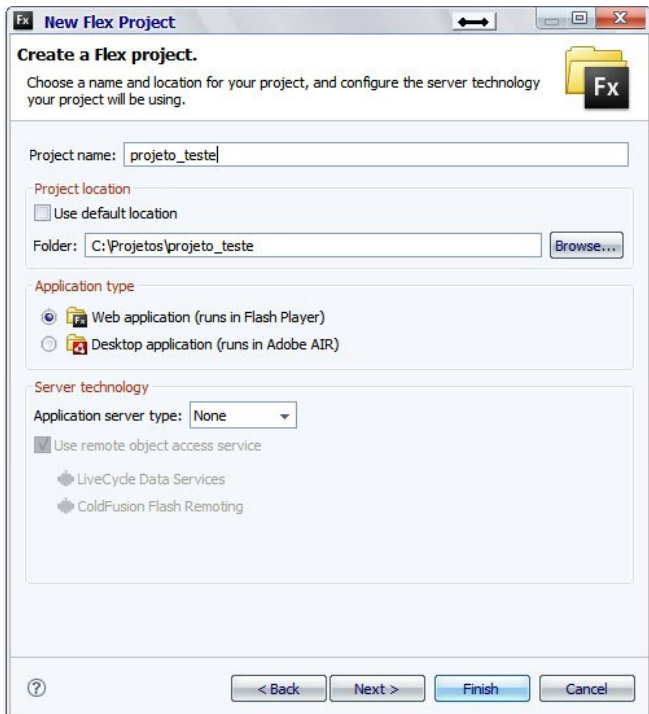 Fx New Flex Project
Create a Flex project.
Choose a name and location for your project, and configure the server technology
your project will be using.
Fx
Project name: projeto_teste
Project location
Use default location
Folder: C:\Projetos\projeto_teste Browse...
Application type
Web application (runs in Flash Player)
Desktop application (runs in Adobe AIR)
Server technology
Application server type: None
Use remote object access service
LiveCycle Data Services
ColdFusion Flash Remoting
? < Back Next > Finish Cancel